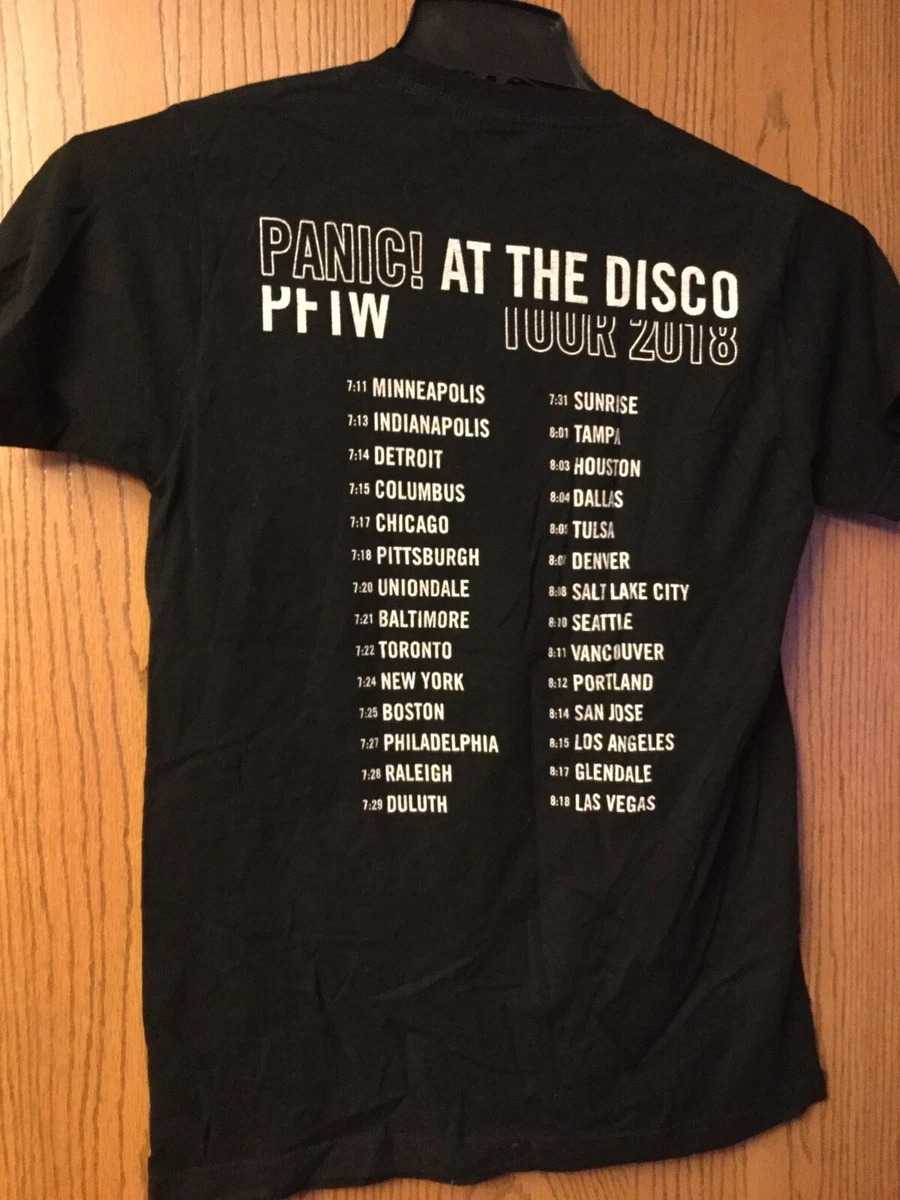 PANIC! AT THE DISCO
PFTW TOUR 2018
7:11 MINNEAPOLIS
7:13 INDIANAPOLIS
7:14 DETROIT
7:15 COLUMBUS
7:17 CHICAGO
7:18 PITTSBURGH
7:20 UNIONDALE
7:21 BALTIMORE
7:22 TORONTO
7:24 NEW YORK
7:25 BOSTON
7:27 PHILADELPHIA
7:28 RALEIGH
7:29 DULUTH
7:31 SUNRISE
8:01 TAMPA
8:03 HOUSTON
8:04 DALLAS
TULSA
DENVER
8:08 SALT LAKE CITY
8:10 SEATTLE
8:11 VANCOUVER
8:12 PORTLAND
8:14 SAN JOSE
8:15 LOS ANGELES
8:17 GLENDALE
8:18 LAS VEGAS